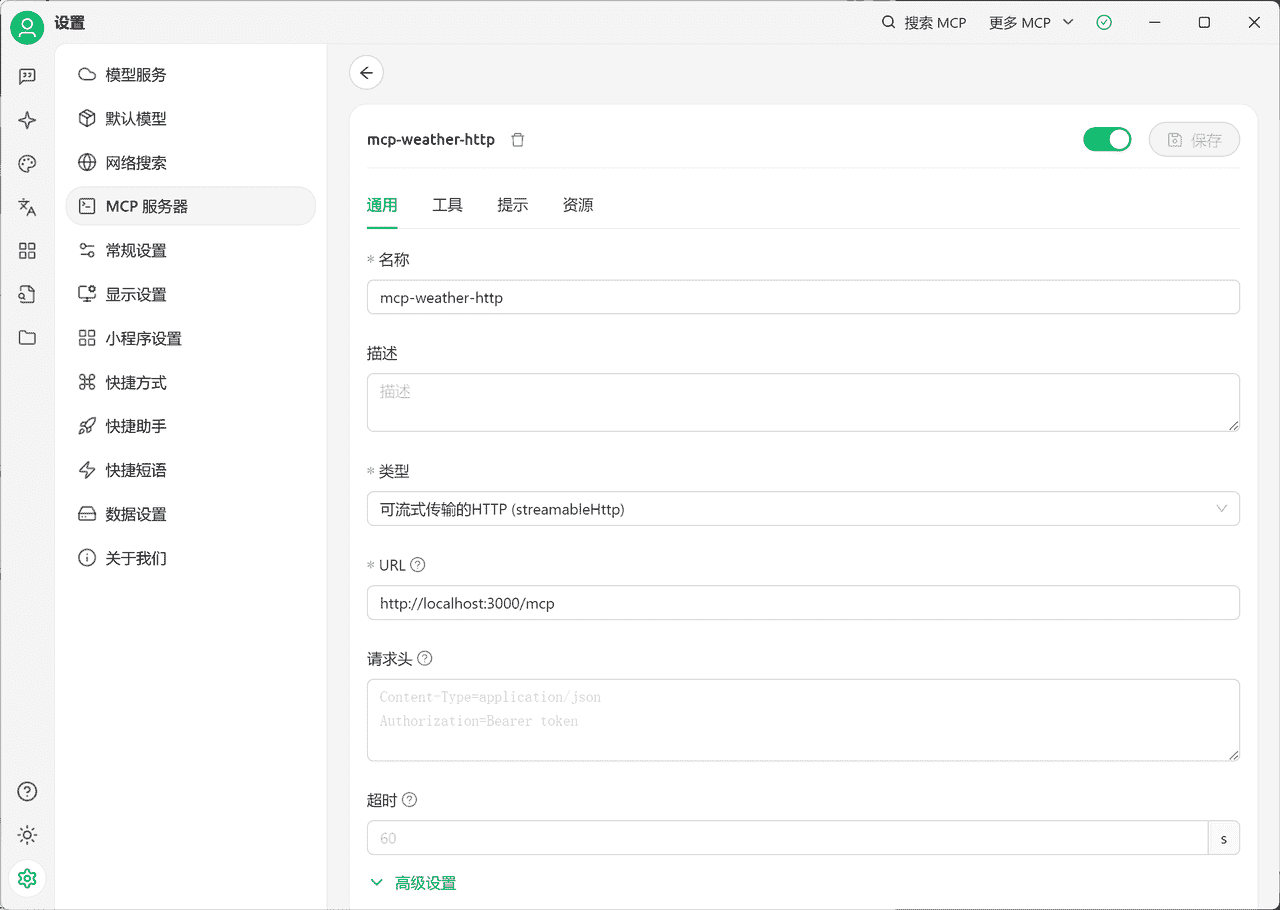 设置
搜索 MCP
更多 MCP
模型服务
默认模型
网络搜索
MCP 服务器
常规设置
显示设置
小程序设置
快捷方式
快捷助手
快捷短语
数据设置
关于我们
mcp-weather-http
保存
通用 工具 提示 资源
* 名称
mcp-weather-http
描述
描述
* 类型
可流式传输的HTTP (streamableHttp)
* URL
http://localhost:3000/mcp
请求头
Content-Type=application/json
Authorization=Bearer token
超时
60 s
高级设置